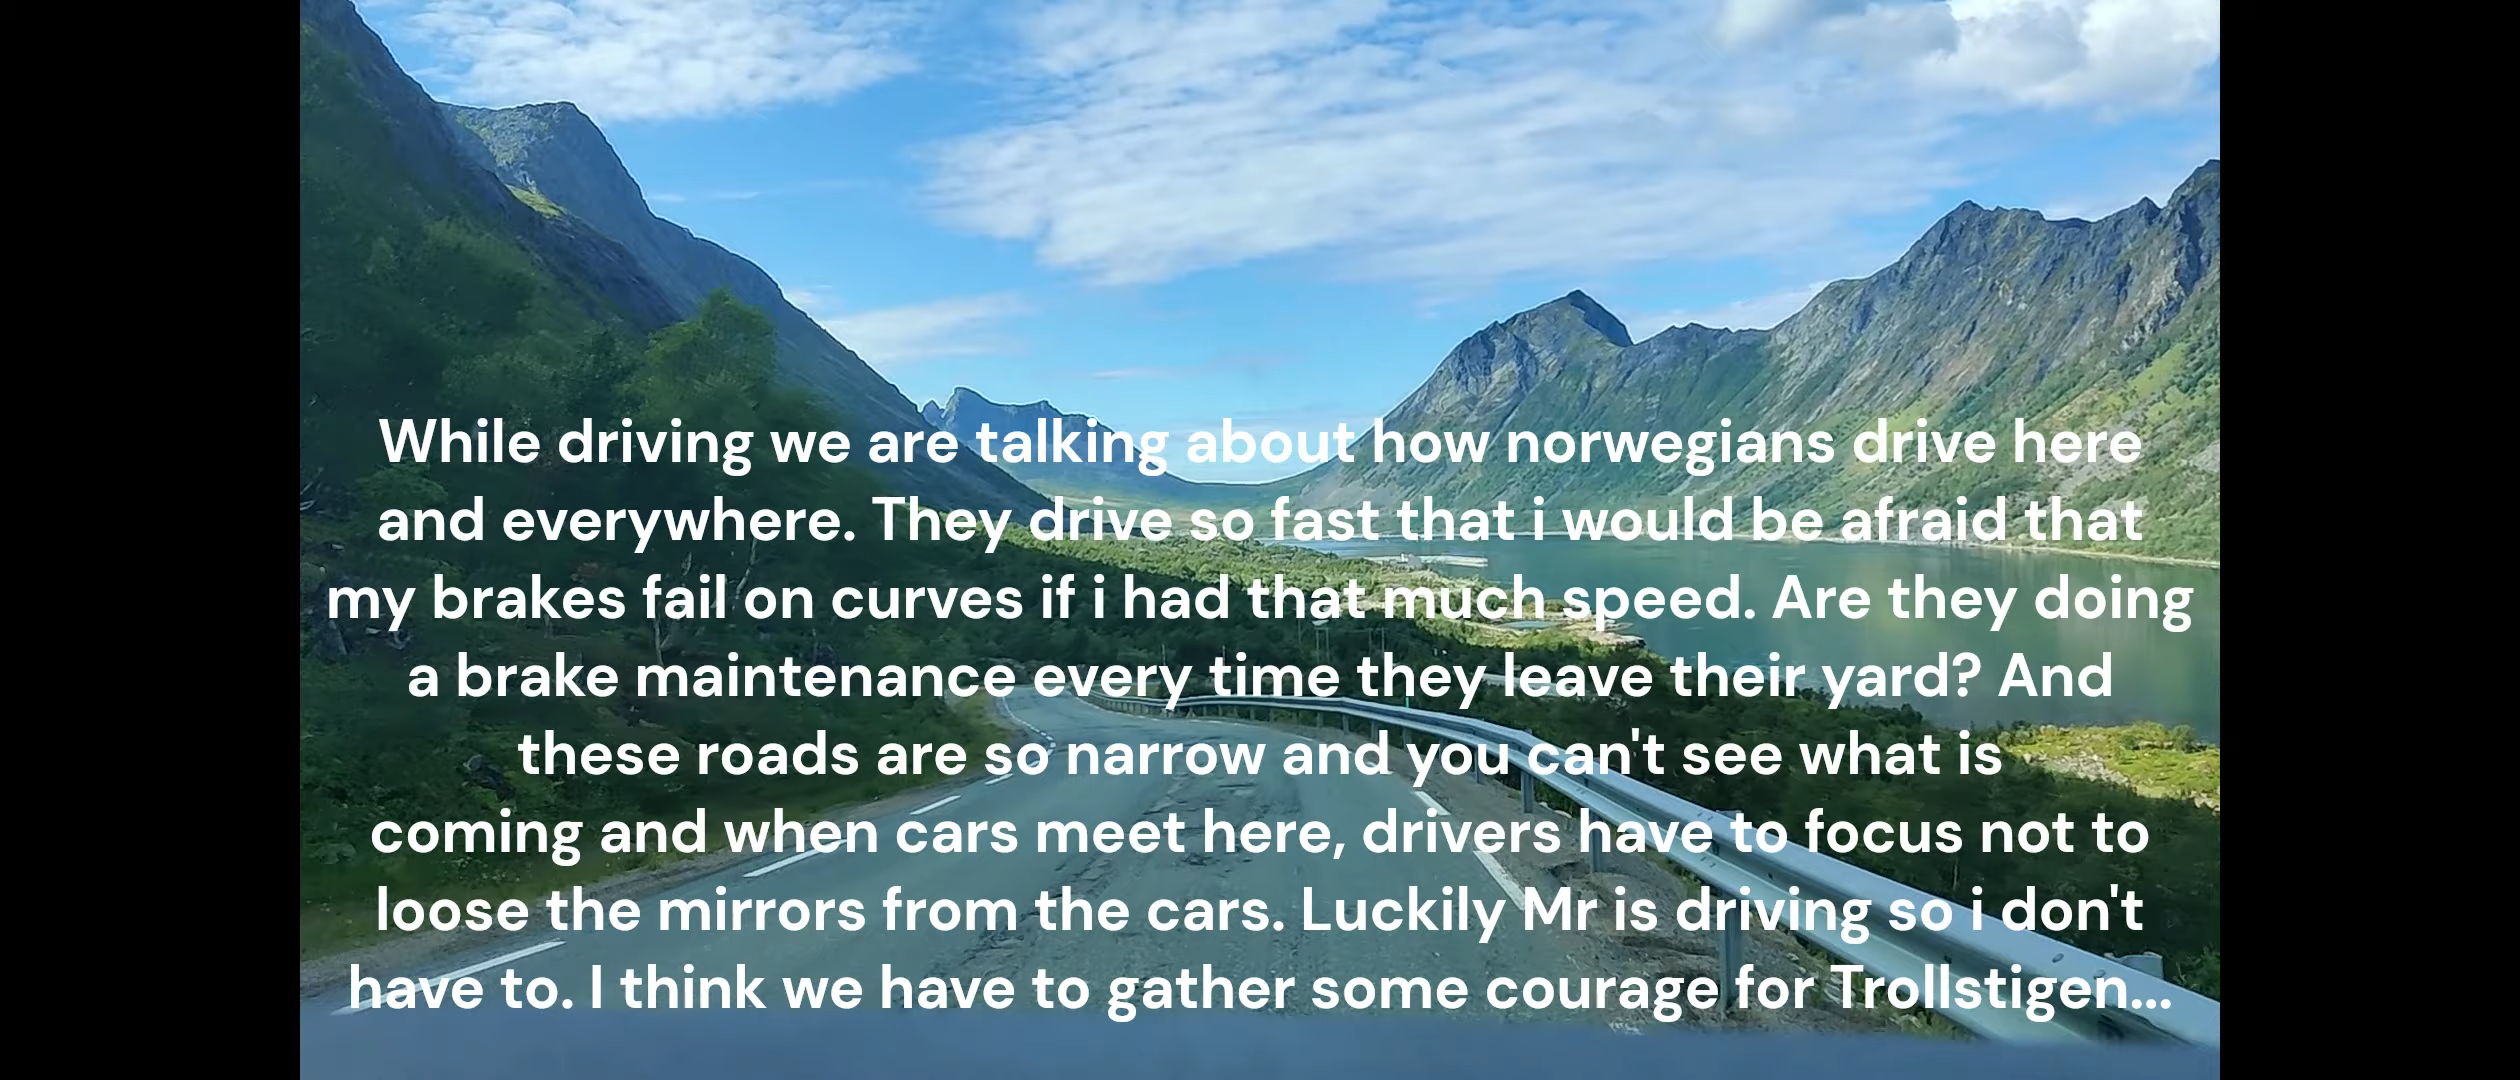 While driving we are talking about how norwegians drive here
and everywhere. They drive so fast that i would be afraid that
my brakes fail on curves if i had that much speed. Are they doing
a brake maintenance every time they leave their yard? And
these roads are so narrow and you can't see what is
coming and when cars meet here, drivers have to focus not to
loose the mirrors from the cars. Luckily Mr is driving so i don't
have to. I think we have to gather some courage for Trollstigen...